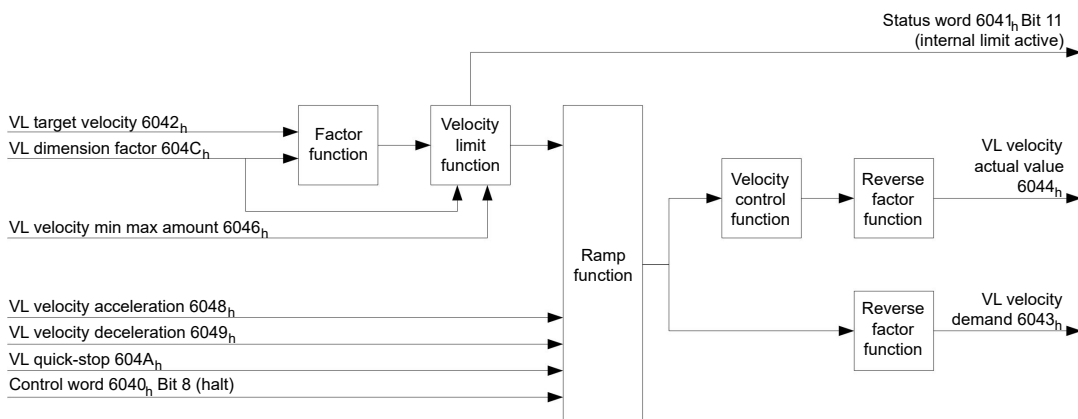 Status word 6041h Bit 11
(internal limit active)
VL target velocity 6042h
VL dimension factor 604Ch
Factor
function
Velocity
limit
function
VL velocity min max amount 6046h
Velocity
control
function
Reverse
factor
function
VL velocity
actual value
6044h
Ramp
function
VL velocity acceleration 6048h
VL velocity deceleration 6049h
VL quick-stop 604Ah
Control word 6040h Bit 8 (halt)
Reverse
factor
function
VL velocity
demand 6043h